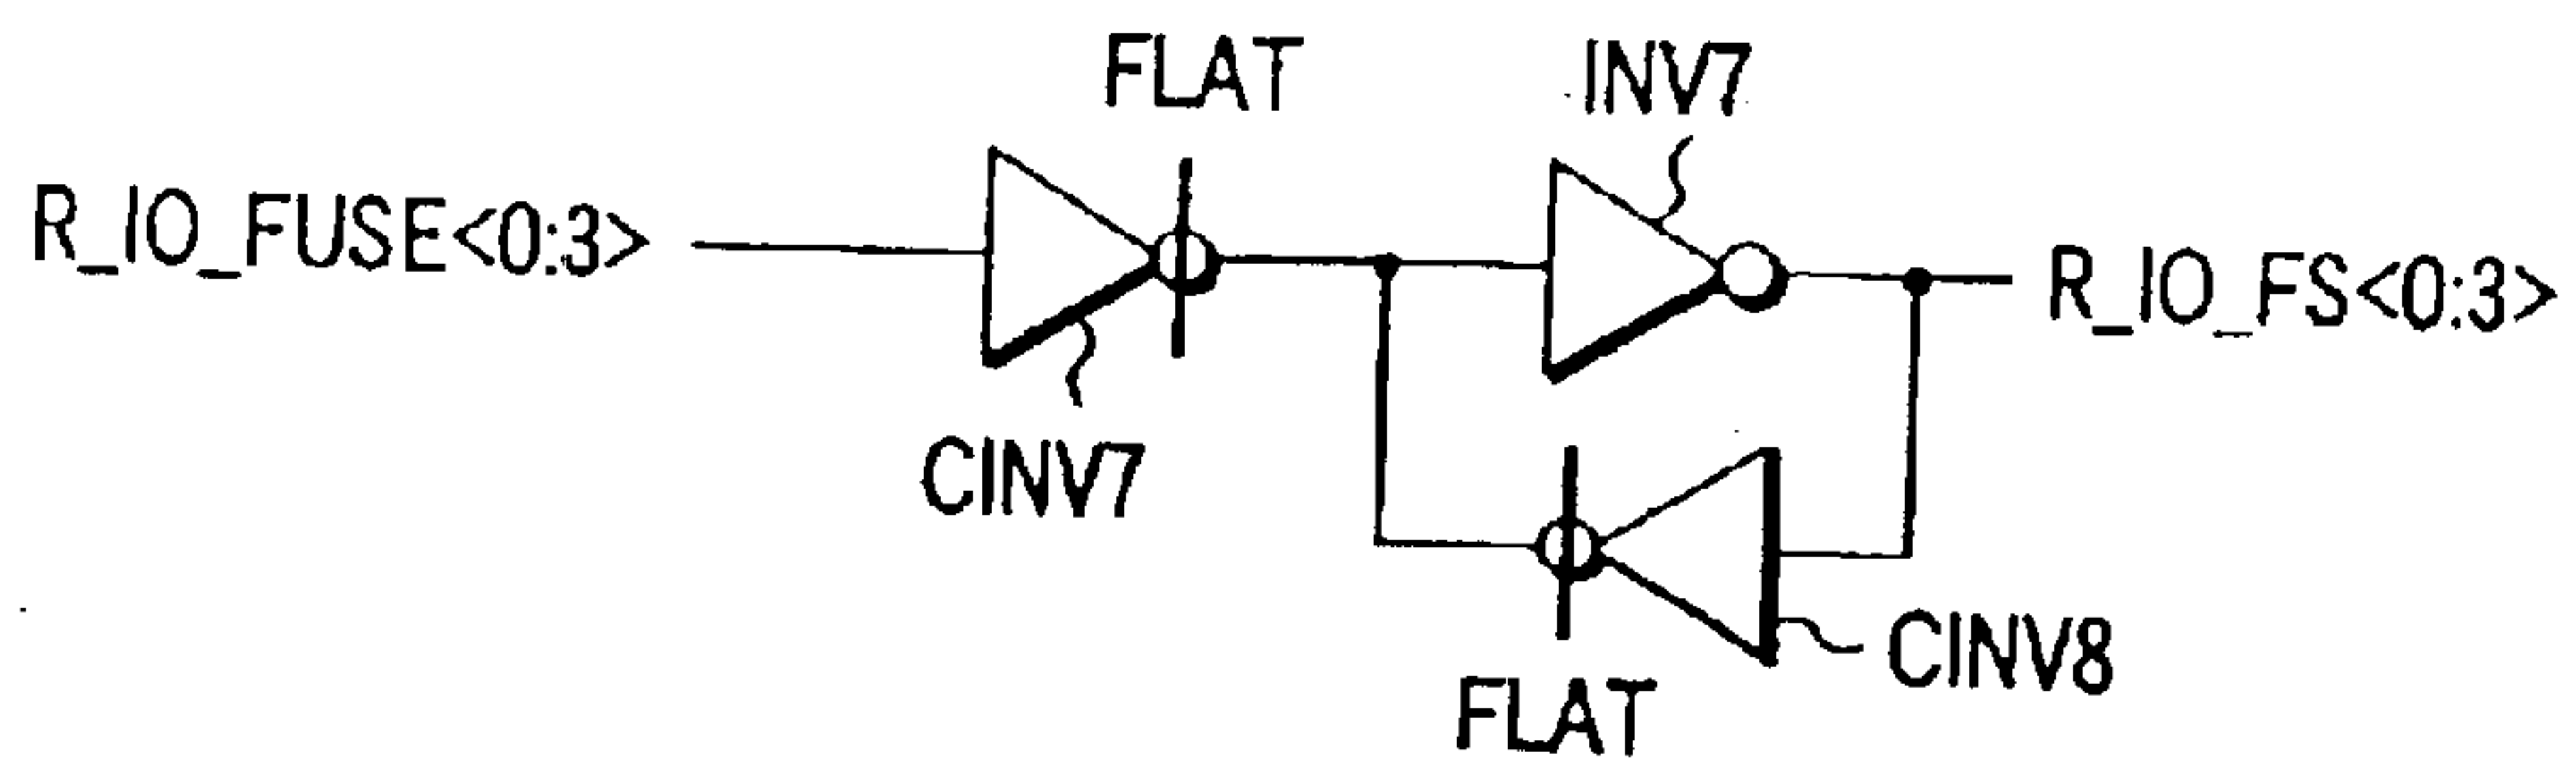 FLAT
INV7
R_IO_FUSE<0:3>
R_IO_FS<0:3>
CINV7
CINV8
FLAT